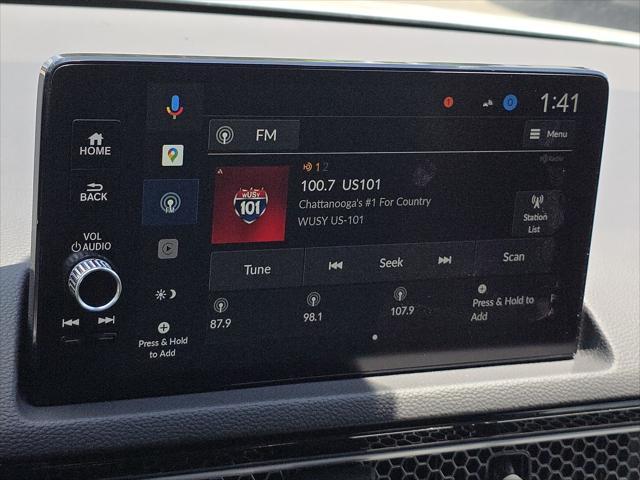 1:41
FM
Menu
HOME
BACK
VOL
AUDIO
1 2
HD Radio
100.7 US101
Chattanooga's #1 For Country
WUSY US-101
WUSY
101
Station
List
Tune
Seek
Scan
87.9
98.1
107.9
Press & Hold to
Add
Press & Hold
to Add